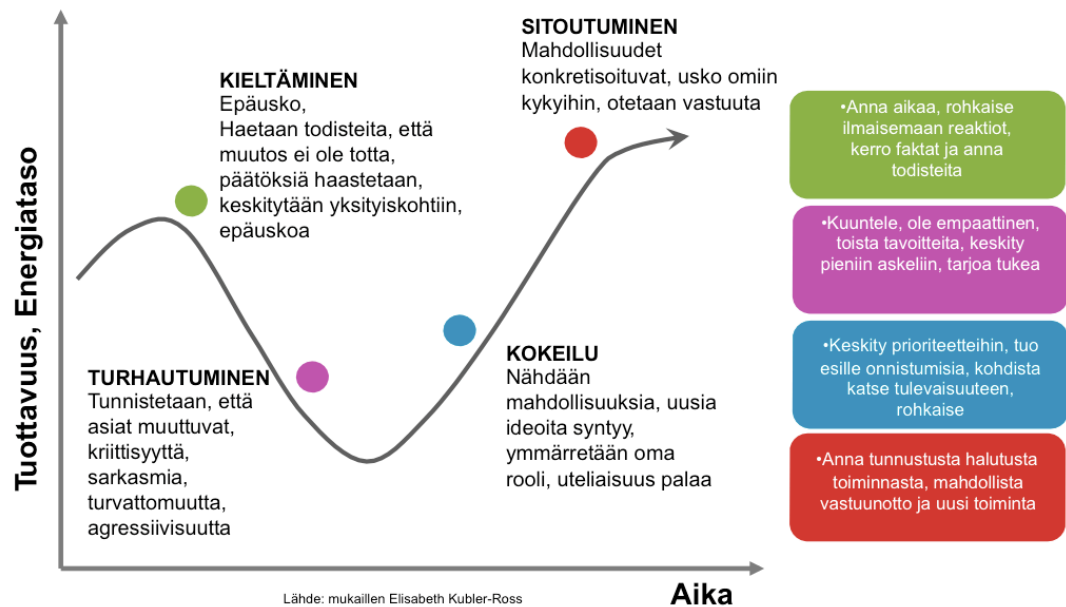 Tuottavuus, Energiataso
KIELTÄMINEN
Epäusko,
Haetaan todisteita, että
muutos ei ole totta,
päätöksiä haastetaan,
keskitytään yksityiskohtiin,
epäuskoa
TURHAUTUMINEN
Tunnistetaan, että
asiat muuttuvat,
kriittisyyttä,
sarkasmia,
turvattomuutta,
agressiivisuutta
KOKEILU
Nähdään
mahdollisuuksia, uusia
ideoita syntyy,
ymmärretään oma
rooli, uteliaisuus palaa
SITOUTUMINEN
Mahdollisuudet
konkretisoituvat, usko omiin
kykyihin, otetaan vastuuta
•Anna aikaa, rohkaise
ilmaisemaan reaktiot,
kerro faktat ja anna
todisteita
•Kuuntele, ole empaattinen,
toista tavoitteita, keskity
pieniin askeliin, tarjoa tukea
•Keskity prioriteetteihin, tuo
esille onnistumisia, kohdista
katse tulevaisuuteen,
rohkaise
•Anna tunnustusta halutusta
toiminnasta, mahdollista
vastuunotto ja uusi toiminta
Lähde: mukaillen Elisabeth Kubler-Ross
Aika